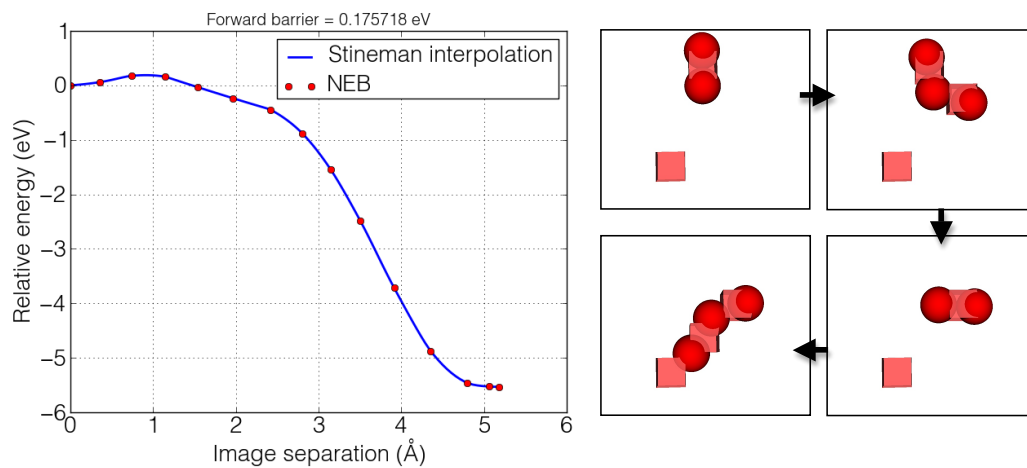 Forward barrier = 0.175718 eV
Stineman interpolation
NEB
Relative energy (eV)
1
0
−1
−2
−3
−4
−5
−6
0 1 2 3 4 5 6
Image separation (Å)